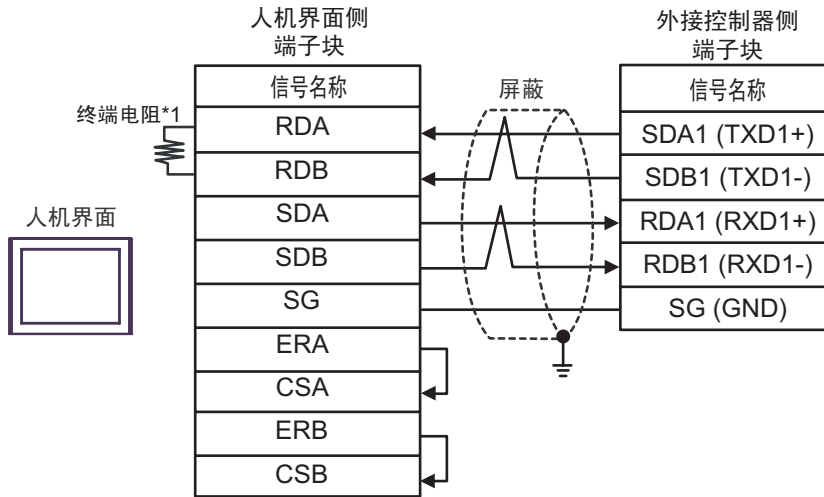 人机界面侧
端子块
外接控制器侧
端子块
信号名称
屏蔽
信号名称
终端电阻*1
RDA
SDA1 (TXD1+)
RDB
SDB1 (TXD1-)
人机界面
SDA
RDA1 (RXD1+)
SDB
RDB1 (RXD1-)
SG
SG (GND)
ERA
CSA
ERB
CSB